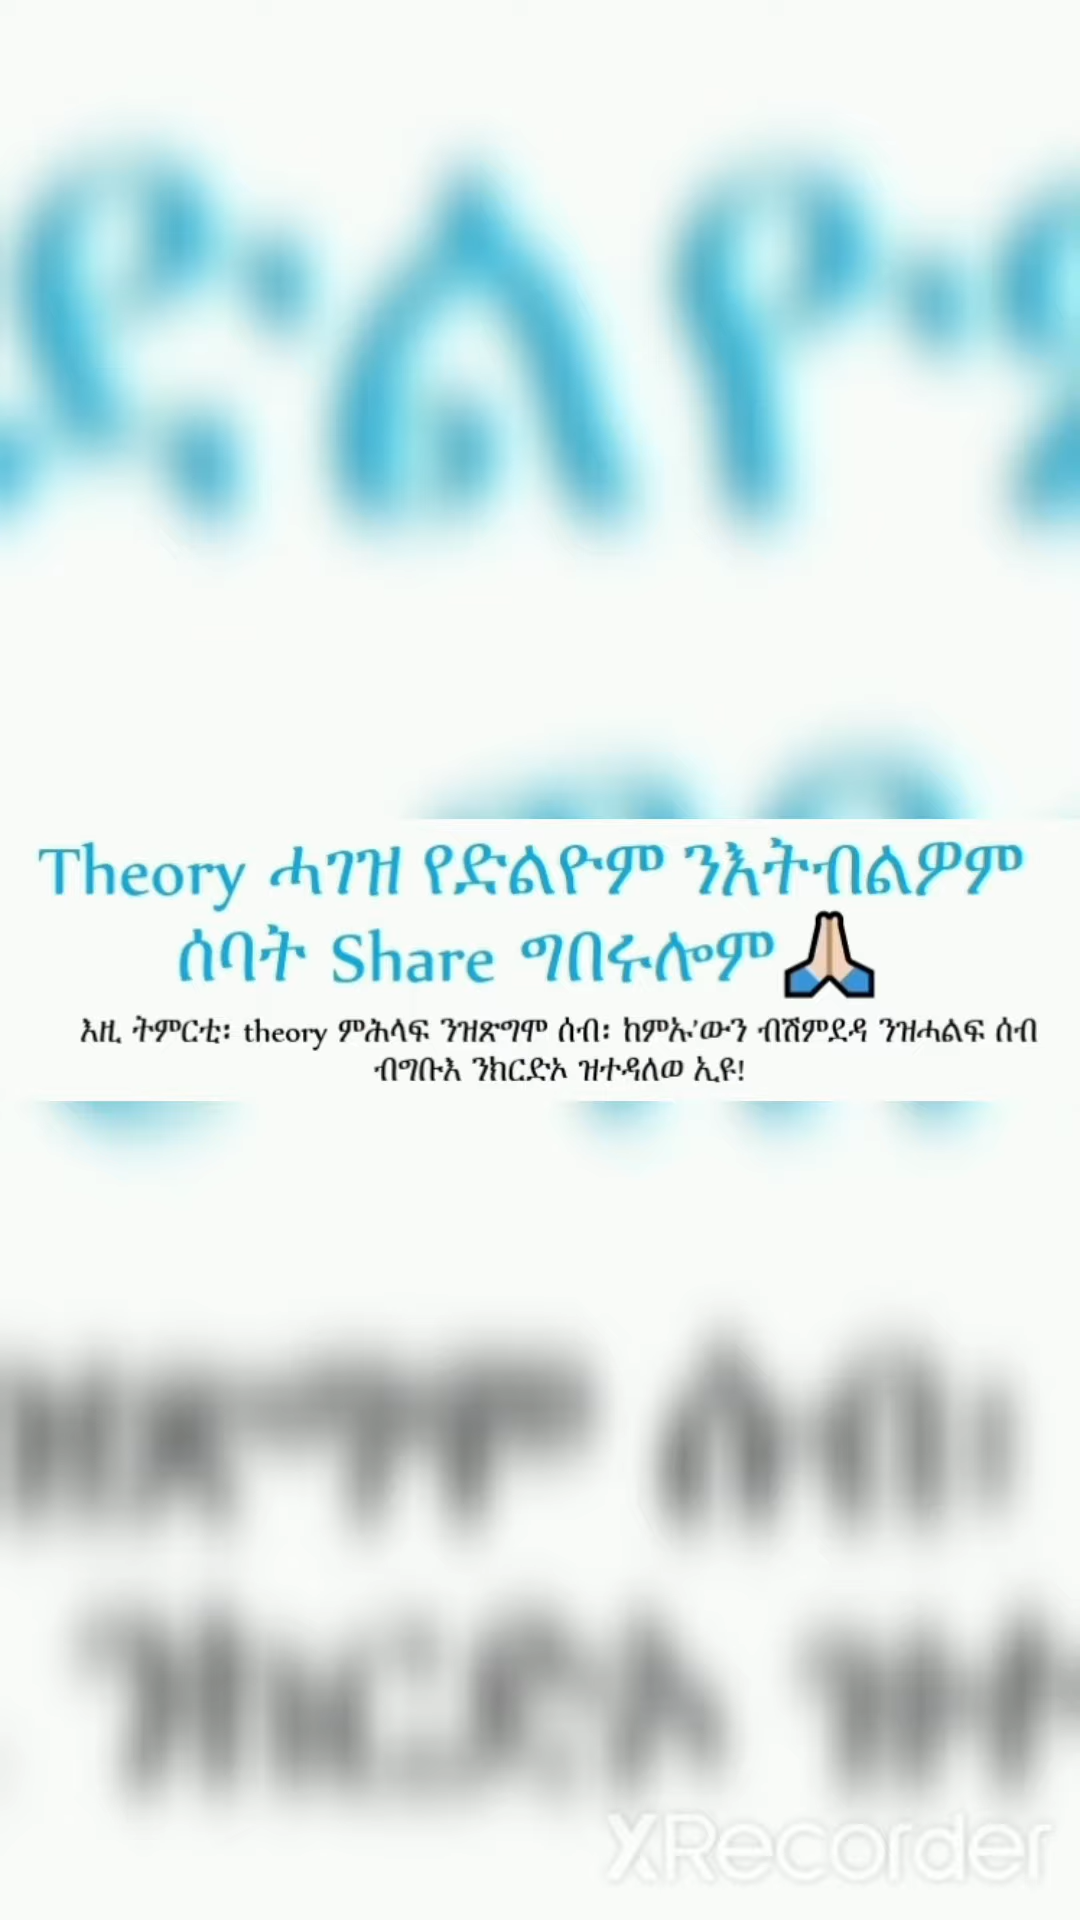 Theory ሓገዝ የድልዮም ንእትብልዎም
ሰባት Share ግበሩሎም🙏🏻
እዚ ትምርቲ፡ theory ምሕላፍ ንዝጽግሞ ሰብ፡ ከምኡ'ውን ብሽምደዳ ንዝሓልፍ ሰብ
ብግቡእ ንክርድኦ ዝተዳለወ ኢዩ!
XRecorder